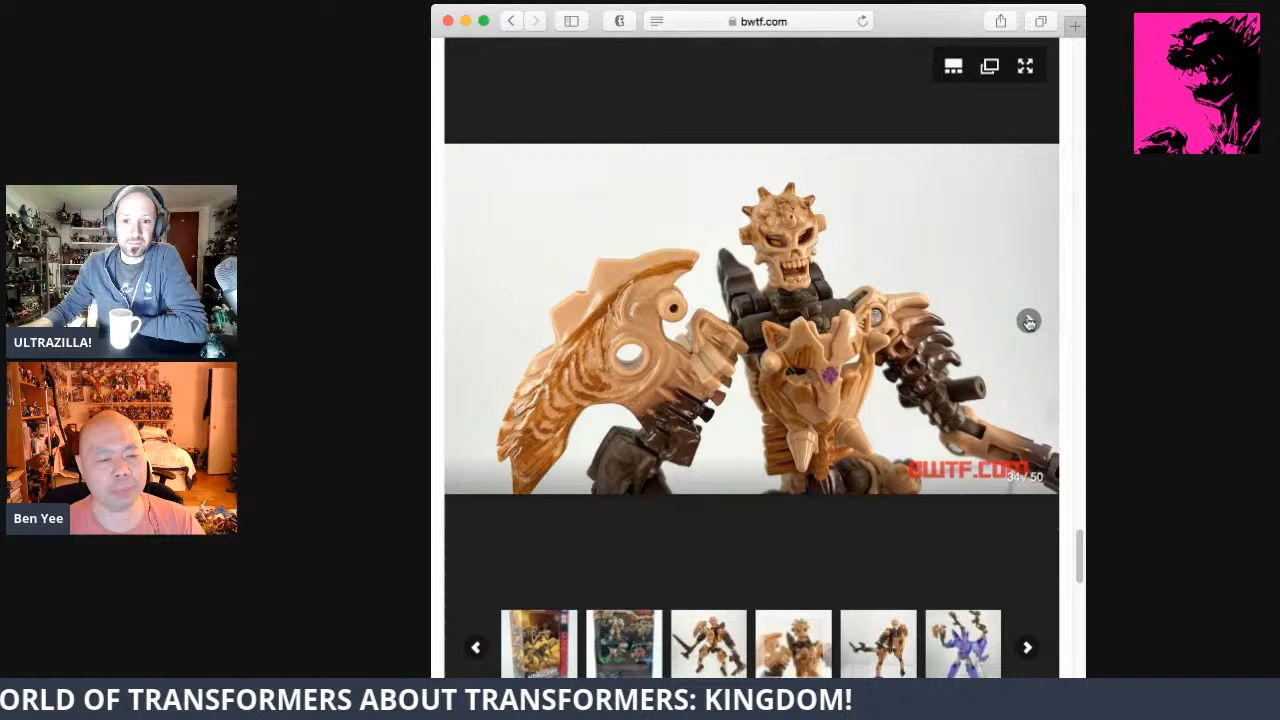 bwtf.com
ULTRAZILLA!
BWTF.COM
34 / 50
Ben Yee
ORLD OF TRANSFORMERS ABOUT TRANSFORMERS: KINGDOM!